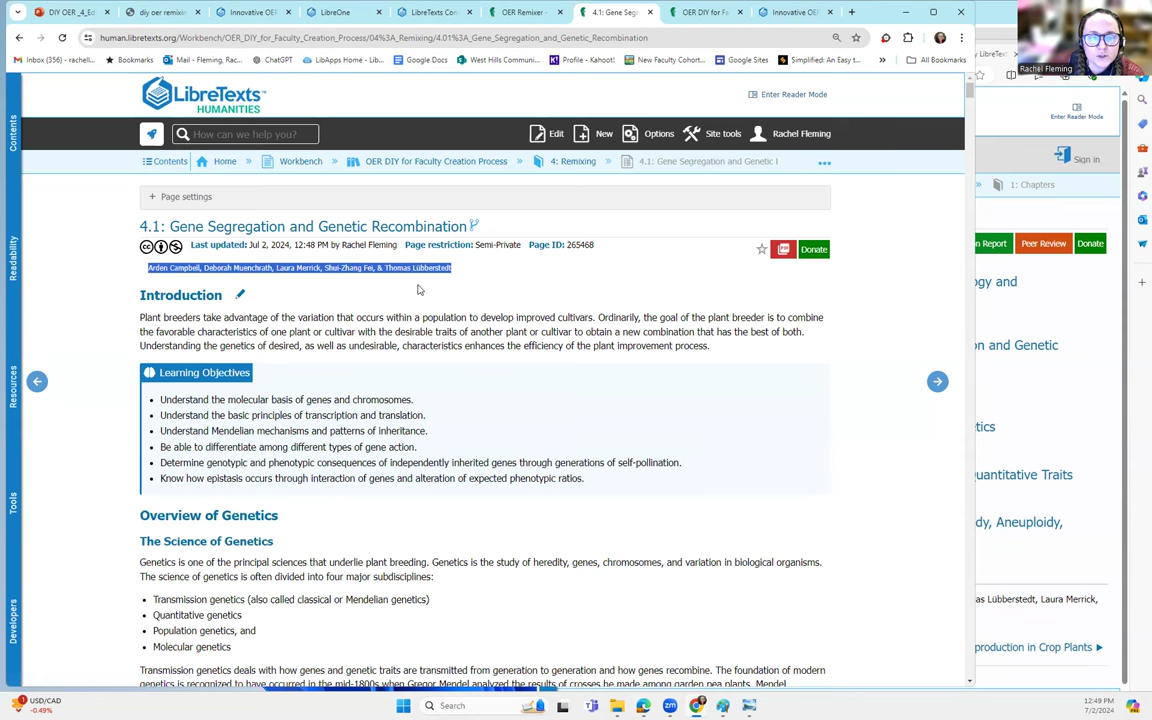 DIY OER _4_Ed
diy oer remixin
Innovative OER
LibreOne
LibreTexts Con
OER Remixer -
4.1: Gene Seg
OER DIY for Fa
Innovative OER
human.libretexts.org/Workbench/OER_DIY_for_Faculty_Creation_Process/04%3A_Remixing/4.01%3A_Gene_Segregation_and_Genetic_Recombination
Inbox (356) - rachell...
Bookmarks
Mail - Fleming, Rac...
ChatGPT
LibApps Home - Lib...
Google Docs
West Hills Communi...
Profile - Kahoot!
New Faculty Cohort...
Google Sites
Simplified: An Easy t...
All Bookmarks
Rachel Fleming
LibreTexts
HUMANITIES
Enter Reader Mode
How can we help you?
Edit
New
Options
Site tools
Rachel Fleming
Contents
Home
Workbench
OER DIY for Faculty Creation Process
4: Remixing
4.1: Gene Segregation and Genetic I
+ Page settings
4.1: Gene Segregation and Genetic Recombination
Last updated: Jul 2, 2024, 12:48 PM by Rachel Fleming Page restriction: Semi-Private Page ID: 265468
PDF
Donate
Arden Campbell, Deborah Muenchrath, Laura Merrick, Shui-Zhang Fei, & Thomas Lübberstedt
Introduction
Plant breeders take advantage of the variation that occurs within a population to develop improved cultivars. Ordinarily, the goal of the plant breeder is to combine
the favorable characteristics of one plant or cultivar with the desirable traits of another plant or cultivar to obtain a new combination that has the best of both.
Understanding the genetics of desired, as well as undesirable, characteristics enhances the efficiency of the plant improvement process.
Learning Objectives
• Understand the molecular basis of genes and chromosomes.
• Understand the basic principles of transcription and translation.
• Understand Mendelian mechanisms and patterns of inheritance.
• Be able to differentiate among different types of gene action.
• Determine genotypic and phenotypic consequences of independently inherited genes through generations of self-pollination.
• Know how epistasis occurs through interaction of genes and alteration of expected phenotypic ratios.
Overview of Genetics
The Science of Genetics
Genetics is one of the principal sciences that underlie plant breeding. Genetics is the study of heredity, genes, chromosomes, and variation in biological organisms.
The science of genetics is often divided into four major subdisciplines:
• Transmission genetics (also called classical or Mendelian genetics)
• Quantitative genetics
• Population genetics, and
• Molecular genetics
Transmission genetics deals with how genes and genetic traits are transmitted from generation to generation and how genes recombine. The foundation of modern
genetics is recognized to have occurred in the mid-1800s when Gregor Mendel analyzed the results of crosses he made among garden pea plants. Mendel
Contents
Readability
Resources
Tools
Developers
LibreTe
Enter Reader Mode
Sign in
1: Chapters
n Report
Peer Review
Donate
gy and
on and Genetic
etics
Quantitative Traits
dy, Aneuploidy,
as Lübberstedt, Laura Merrick,
production in Crop Plants
USD/CAD
-0.49%
Search
12:49 PM
7/2/2024